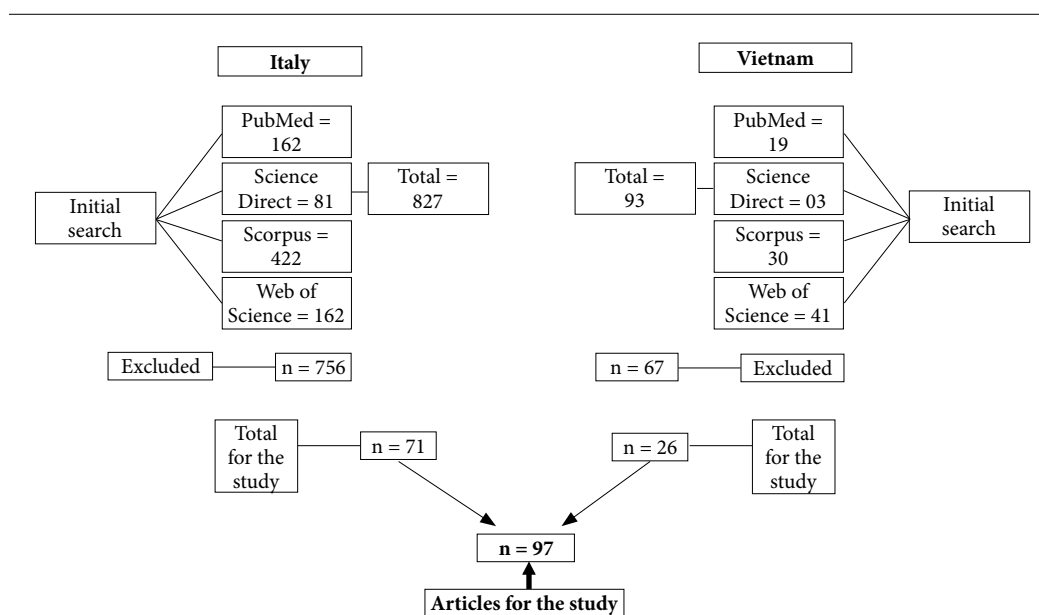 Italy
Vietnam
PubMed =
162
Science
Direct = 81
Scorpus =
422
Web of
Science = 162
Initial
search
Total =
827
PubMed =
19
Science
Direct = 03
Scorpus =
30
Web of
Science = 41
Total =
93
Initial
search
Excluded
n = 756
n = 67
Excluded
Total
for the
study
n = 71
n = 26
Total
for the
study
n = 97
Articles for the study